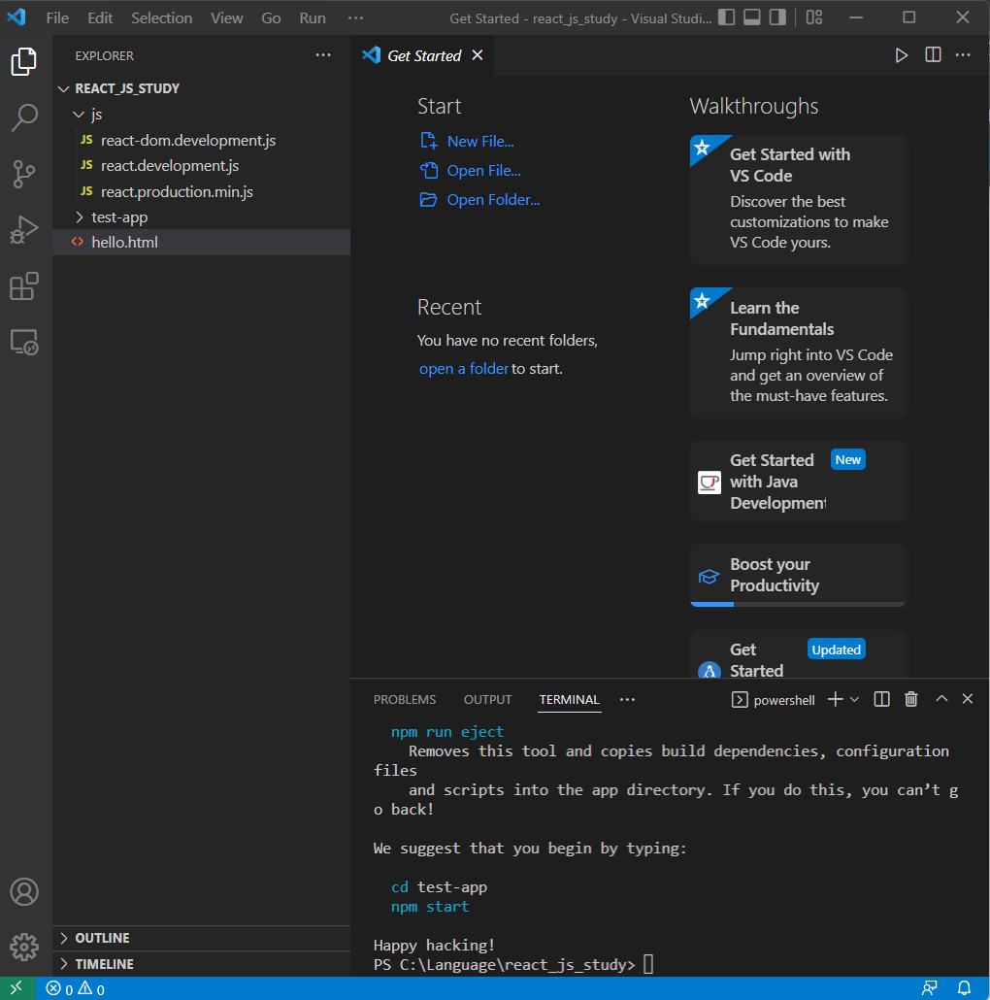 File Edit Selection View Go Run ··· Get Started - react_js_study - Visual Studi...
EXPLORER ···
REACT_JS_STUDY
js
JS react-dom.development.js
JS react.development.js
JS react.production.min.js
test-app
<> hello.html
OUTLINE
TIMELINE
Get Started
Start
New File...
Open File...
Open Folder...
Recent
You have no recent folders,
open a folder to start.
Walkthroughs
Get Started with
VS Code
Discover the best
customizations to make
VS Code yours.
Learn the
Fundamentals
Jump right into VS Code
and get an overview of
the must-have features.
Get Started New
with Java
Development
Boost your
Productivity
Get Updated
Started
PROBLEMS OUTPUT TERMINAL ··· powershell
npm run eject
Removes this tool and copies build dependencies, configuration
files
and scripts into the app directory. If you do this, you can’t g
o back!
We suggest that you begin by typing:
cd test-app
npm start
Happy hacking!
PS C:\Language\react_js_study>
0 0